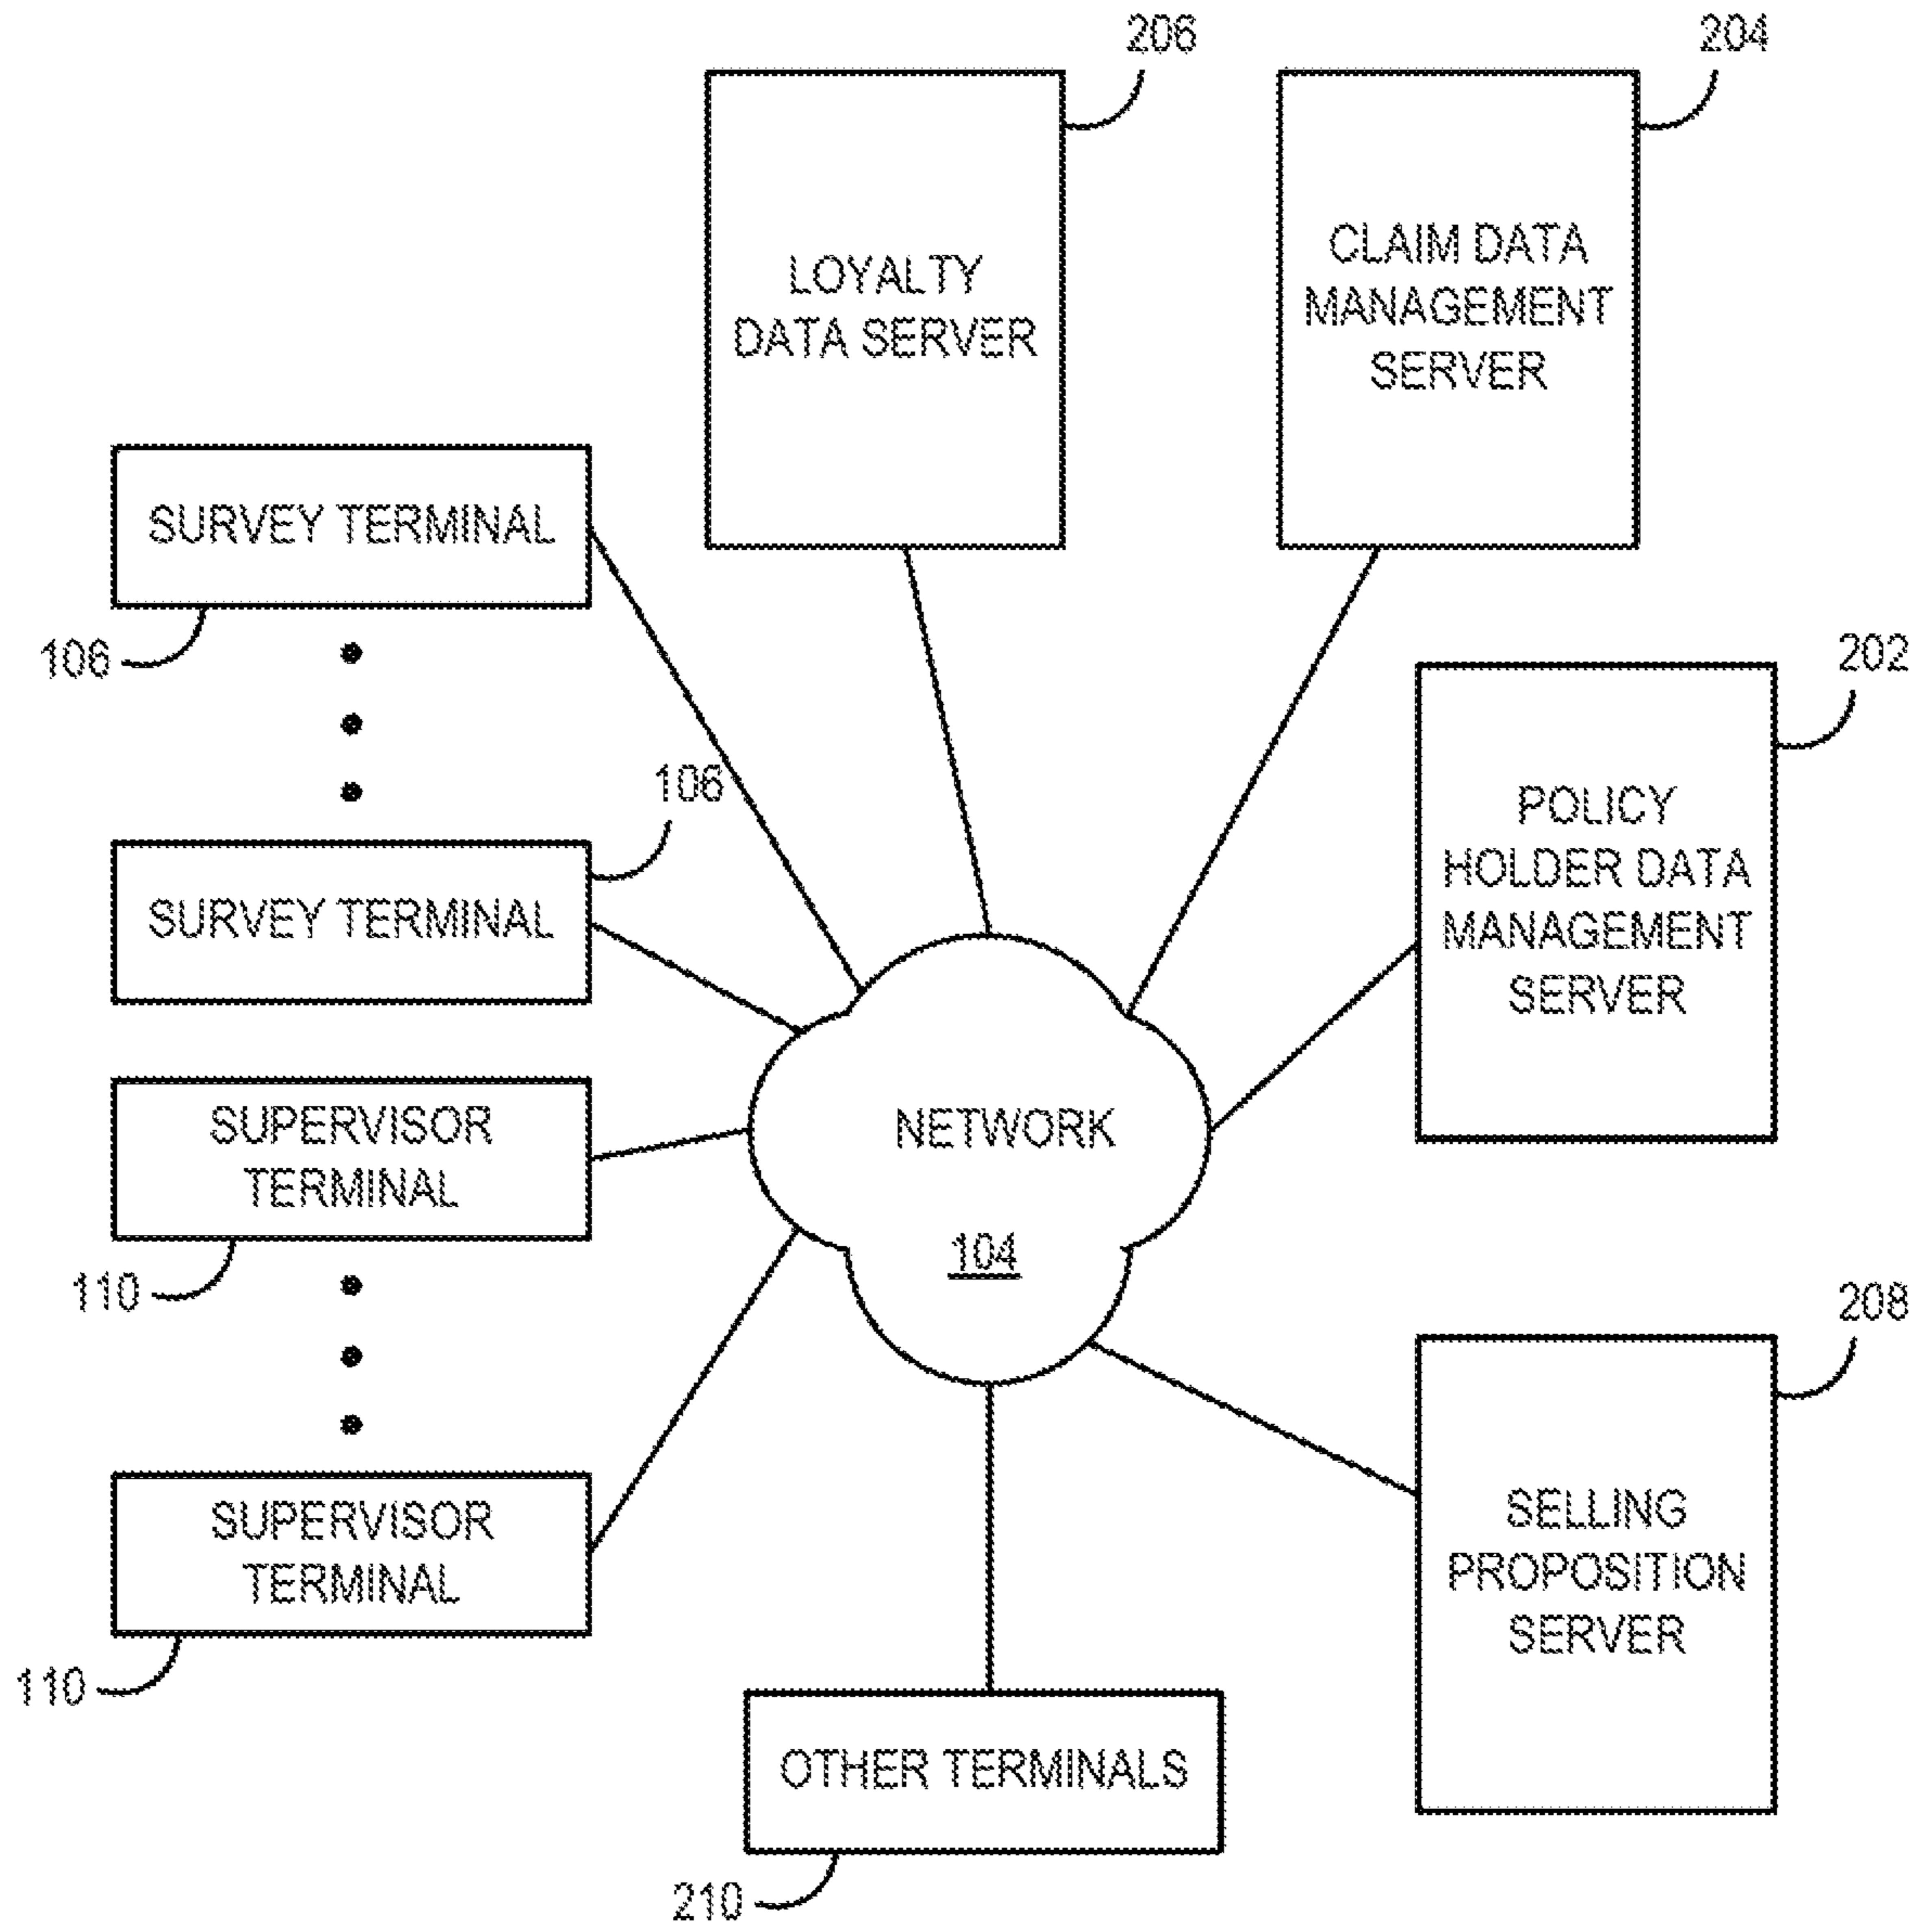 206
204
LOYALTY
DATA SERVER
CLAIM DATA
MANAGEMENT
SERVER
SURVEY TERMINAL
106
202
106
POLICY
HOLDER DATA
MANAGEMENT
SERVER
SURVEY TERMINAL
SUPERVISOR
TERMINAL
NETWORK
104
110
208
SUPERVISOR
TERMINAL
SELLING
PROPOSITION
SERVER
110
OTHER TERMINALS
210